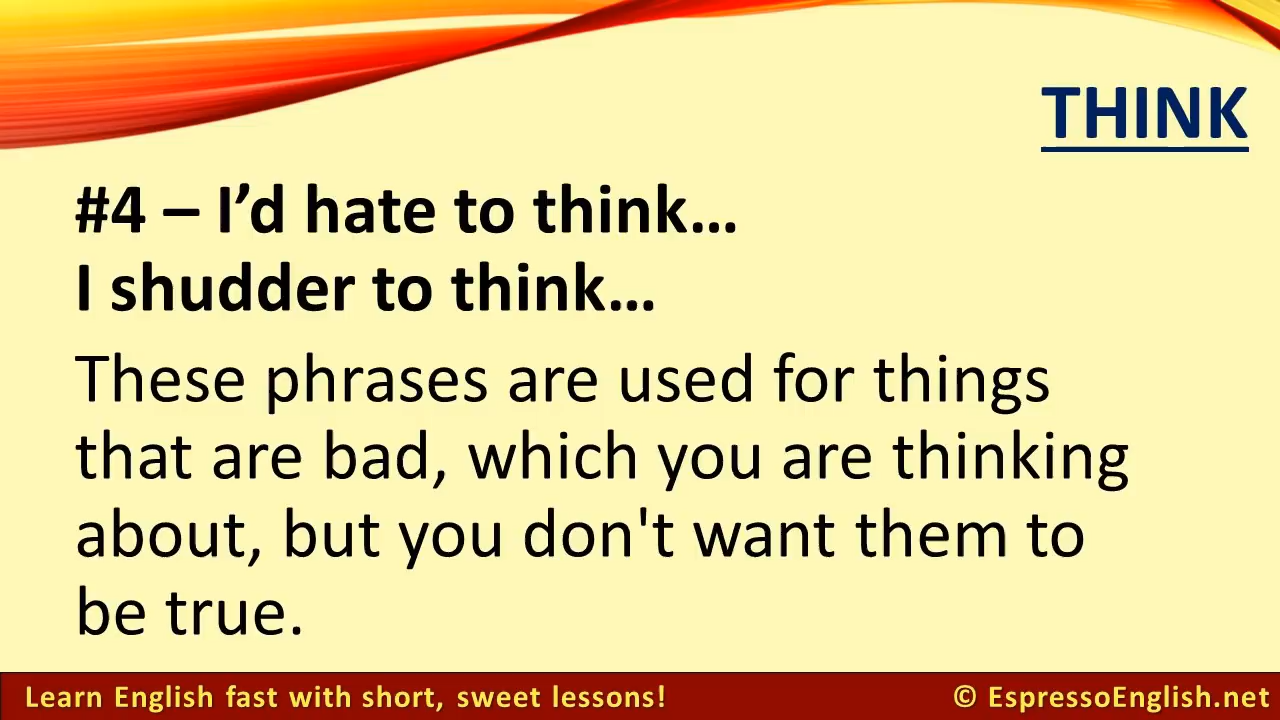 THINK
#4 – I’d hate to think…
I shudder to think…
These phrases are used for things
that are bad, which you are thinking
about, but you don't want them to
be true.
Learn English fast with short, sweet lessons!
© EspressoEnglish.net